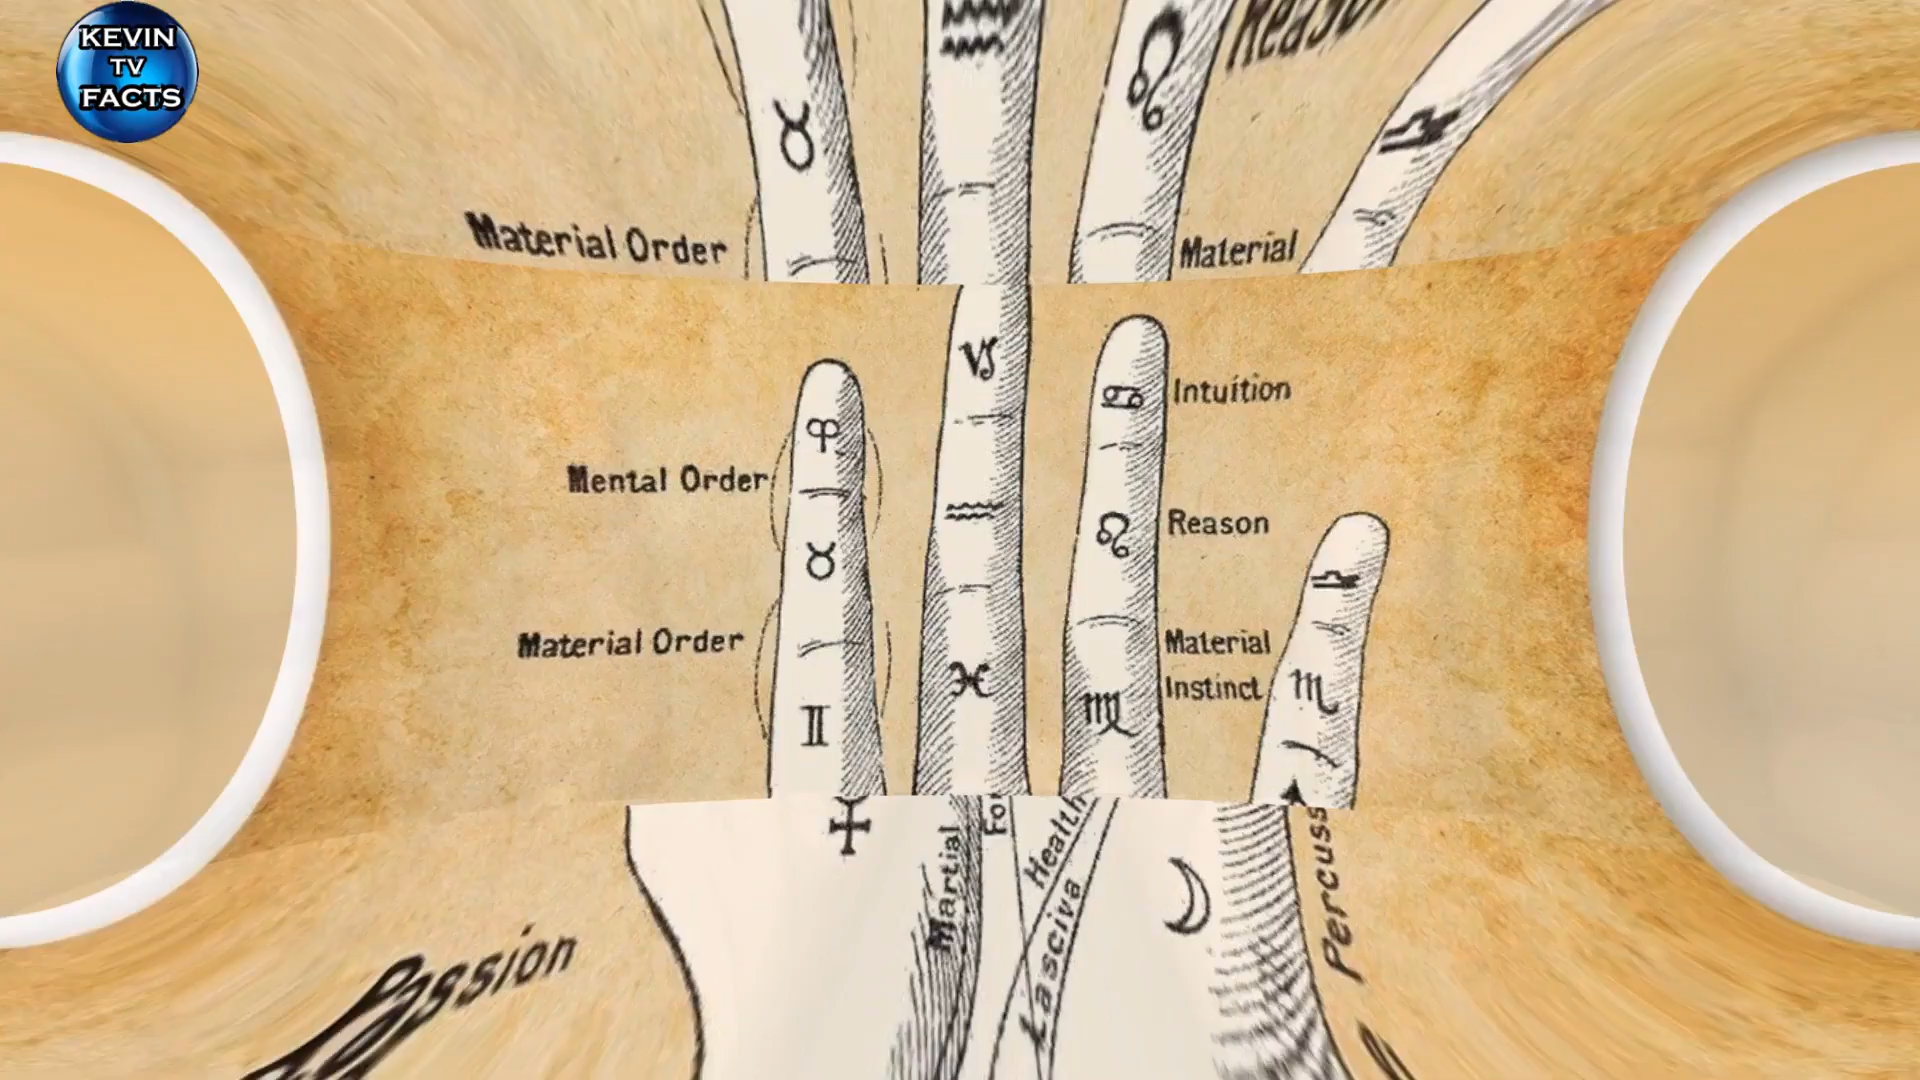 KEVIN
TV
FACTS
Reason
Material Order
Material
Intuition
Mental Order
Reason
Material Order
Material
Instinct
Martial
Health
Lasciva
Passion